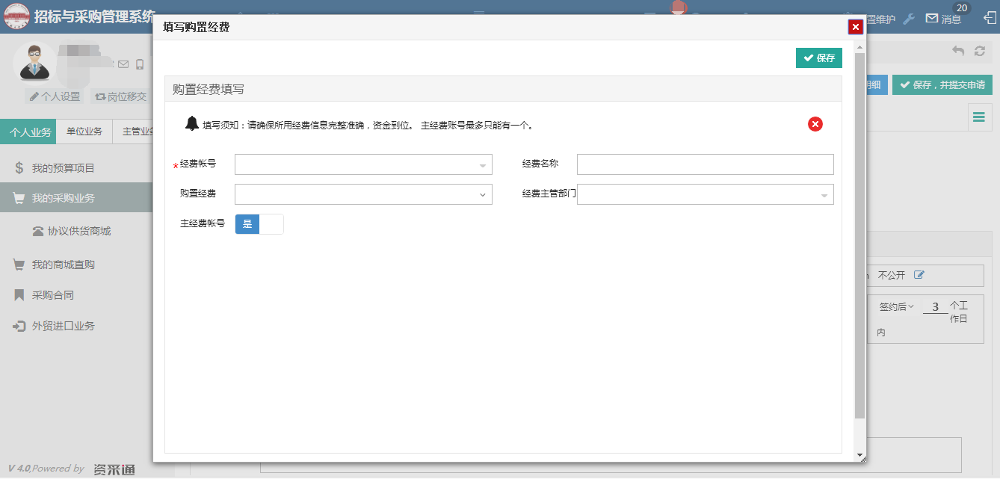 招标与采购管理系统
置维护
消息
20
填写购置经费
保存
个人设置
岗位移交
明细
保存，并提交申请
购置经费填写
填写须知：请确保所用经费信息完整准确，资金到位。 主经费账号最多只能有一个。
个人业务
单位业务
主管业务
我的预算项目
*经费帐号
经费名称
我的采购业务
购置经费
经费主管部门
协议供货商城
主经费帐号
是
我的商城直购
不公开
采购合同
签约后
3
个工作日
内
外贸进口业务
V 4.0,Powered by 资采通